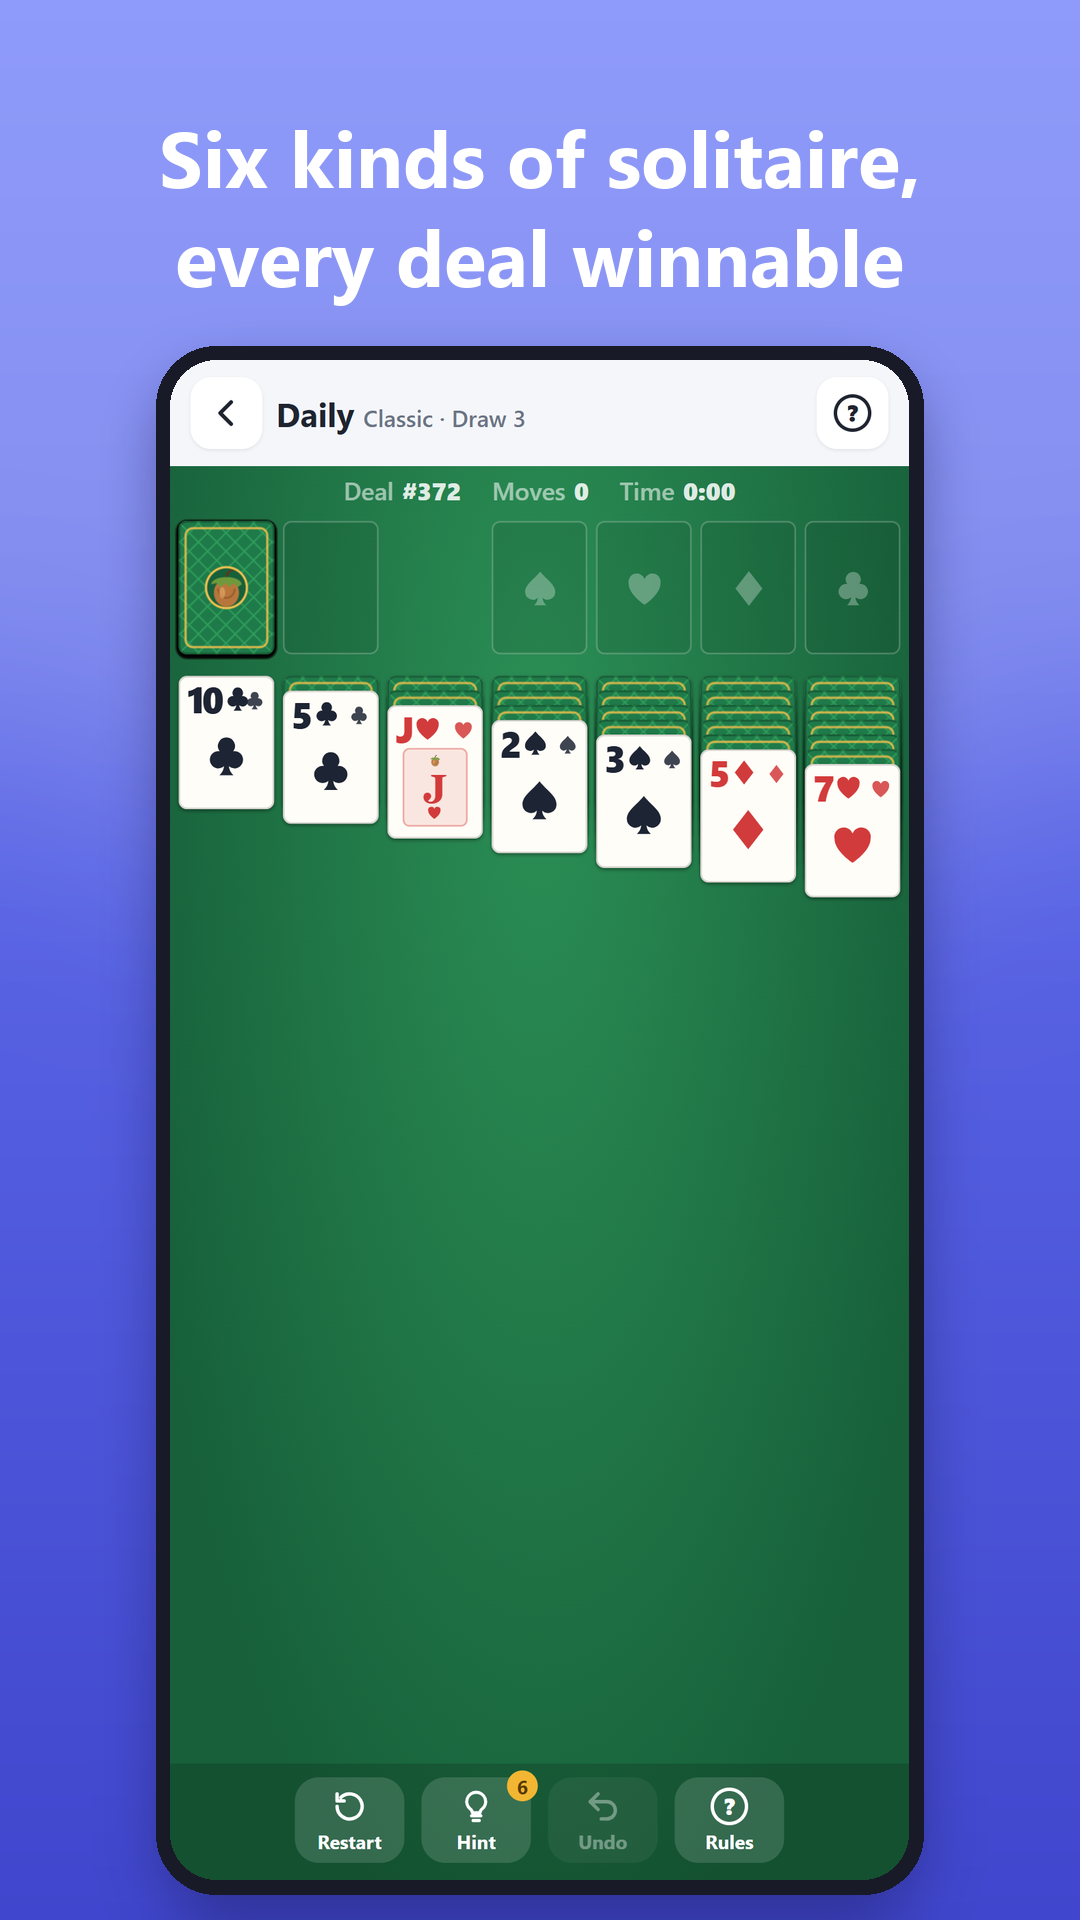 Six kinds of solitaire,
every deal winnable
Daily Classic · Draw 3
?
Deal #372 Moves 0 Time 0:00
10
5
J
J
2
3
5
7
6
Restart
Hint
Undo
?
Rules